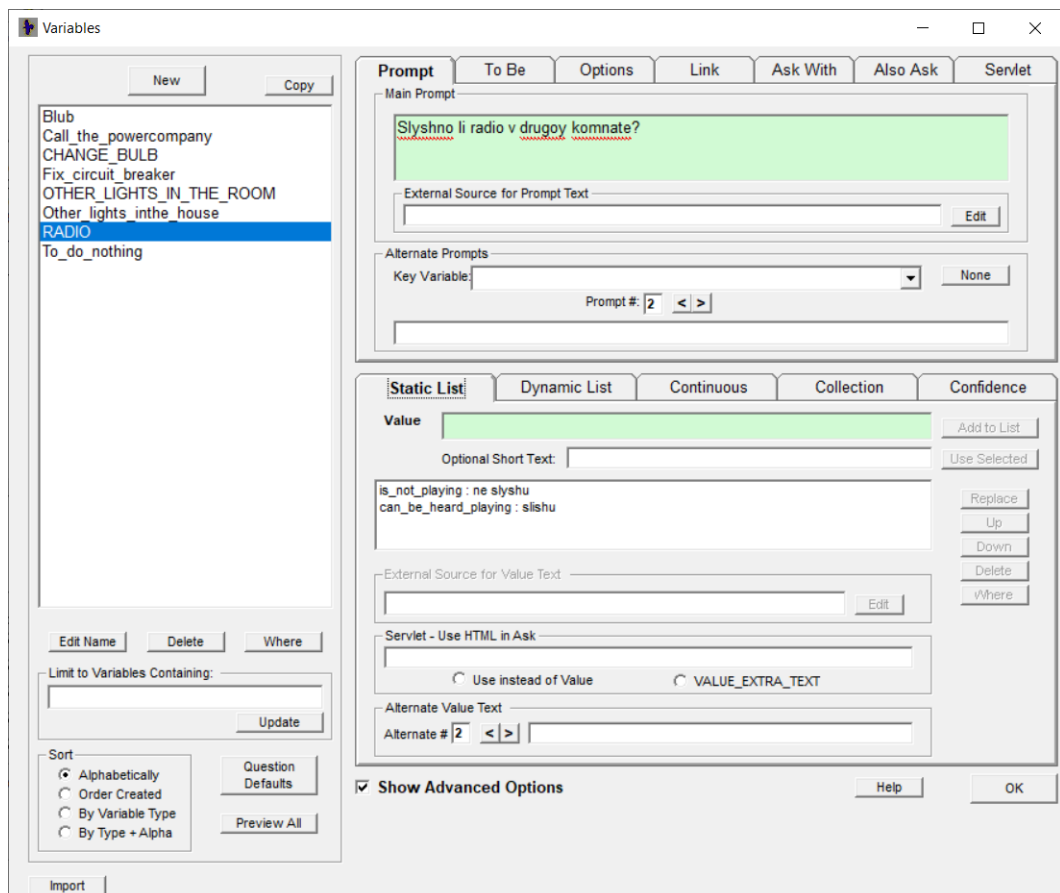 Variables
New
Copy
Blub
Call_the_powercompany
CHANGE_BULB
Fix_circuit_breaker
OTHER_LIGHTS_IN_THE_ROOM
Other_lights_inthe_house
RADIO
To_do_nothing
Edit Name
Delete
Where
Limit to Variables Containing:
Update
Sort
Alphabetically
Order Created
By Variable Type
By Type + Alpha
Question
Defaults
Preview All
Import
Prompt
To Be
Options
Link
Ask With
Also Ask
Servlet
Main Prompt
Slyshno li radio v drugoy komnate?
External Source for Prompt Text
Edit
Alternate Prompts
Key Variable:
None
Prompt #: 2 < >
Static List
Dynamic List
Continuous
Collection
Confidence
Value
Add to List
Optional Short Text:
Use Selected
is_not_playing : ne slyshu
can_be_heard_playing : slishu
Replace
Up
Down
Delete
Where
External Source for Value Text
Edit
Servlet - Use HTML in Ask
Use instead of Value
VALUE_EXTRA_TEXT
Alternate Value Text
Alternate # 2 < >
Show Advanced Options
Help
OK